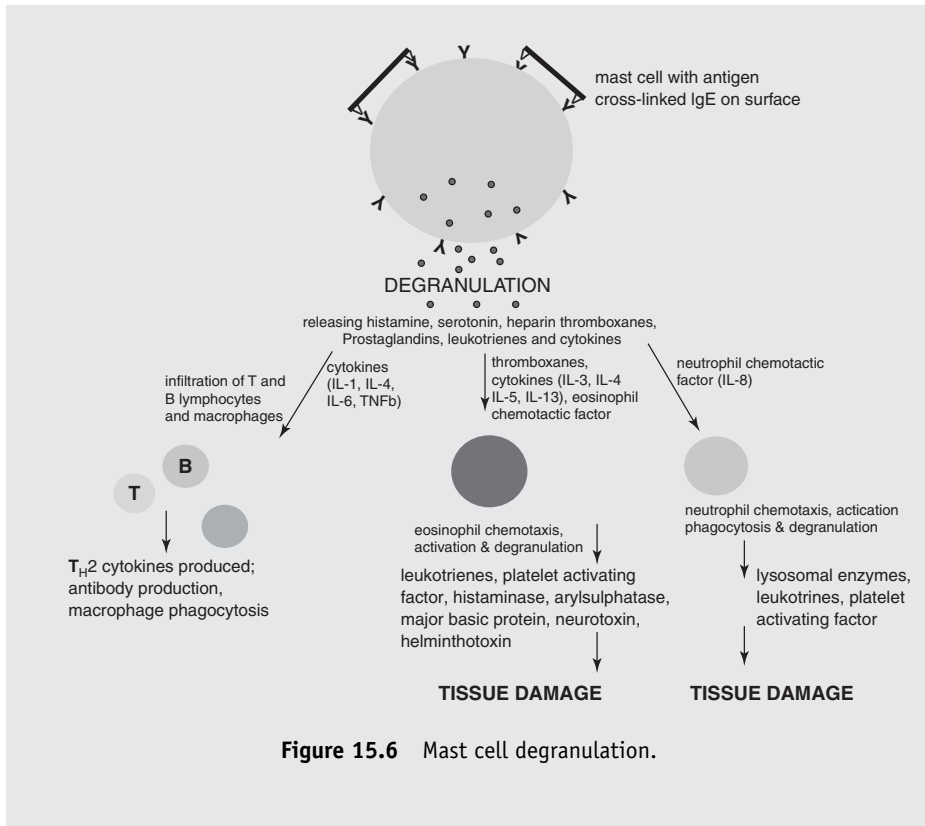 mast cell with antigen
cross-linked IgE on surface
DEGRANULATION
releasing histamine, serotonin, heparin thromboxanes,
Prostaglandins, leukotrienes and cytokines
infiltration of T and
B lymphocytes
and macrophages
cytokines
(IL-1, IL-4,
IL-6, TNFb)
thromboxanes,
cytokines (IL-3, IL-4
IL-5, IL-13), eosinophil
chemotactic factor
neutrophil chemotactic
factor (IL-8)
B
T
TH2 cytokines produced;
antibody production,
macrophage phagocytosis
eosinophil chemotaxis,
activation & degranulation
leukotrienes, platelet activating
factor, histaminase, arylsulphatase,
major basic protein, neurotoxin,
helminthotoxin
TISSUE DAMAGE
neutrophil chemotaxis, actication
phagocytosis & degranulation
lysosomal enzymes,
leukotrines, platelet
activating factor
TISSUE DAMAGE
Figure 15.6 Mast cell degranulation.